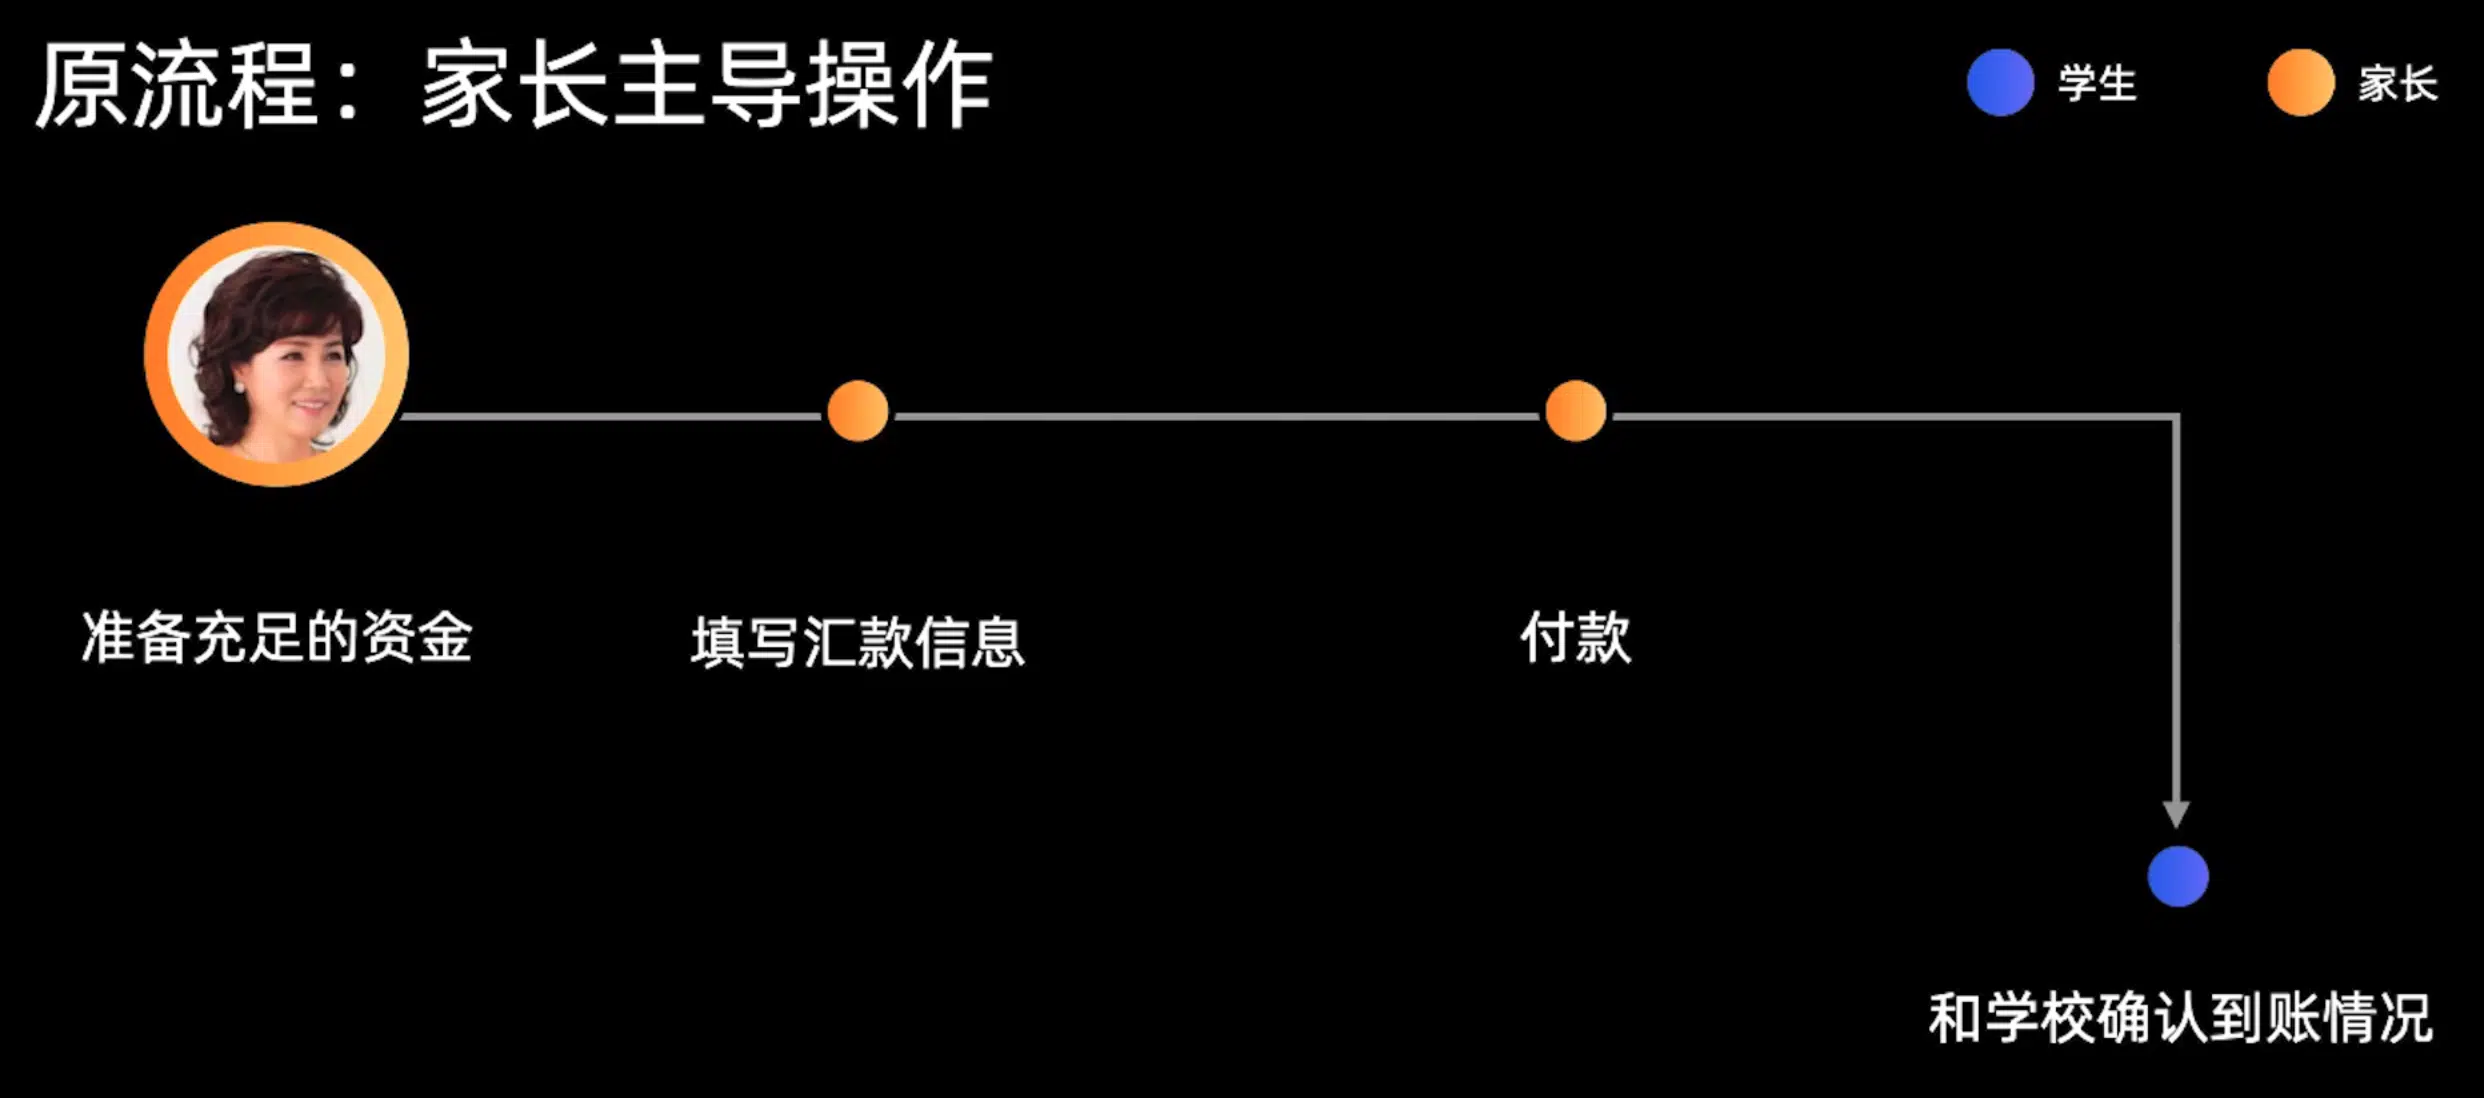 原流程：家长主导操作
学生
家长
准备充足的资金
填写汇款信息
付款
和学校确认到账情况